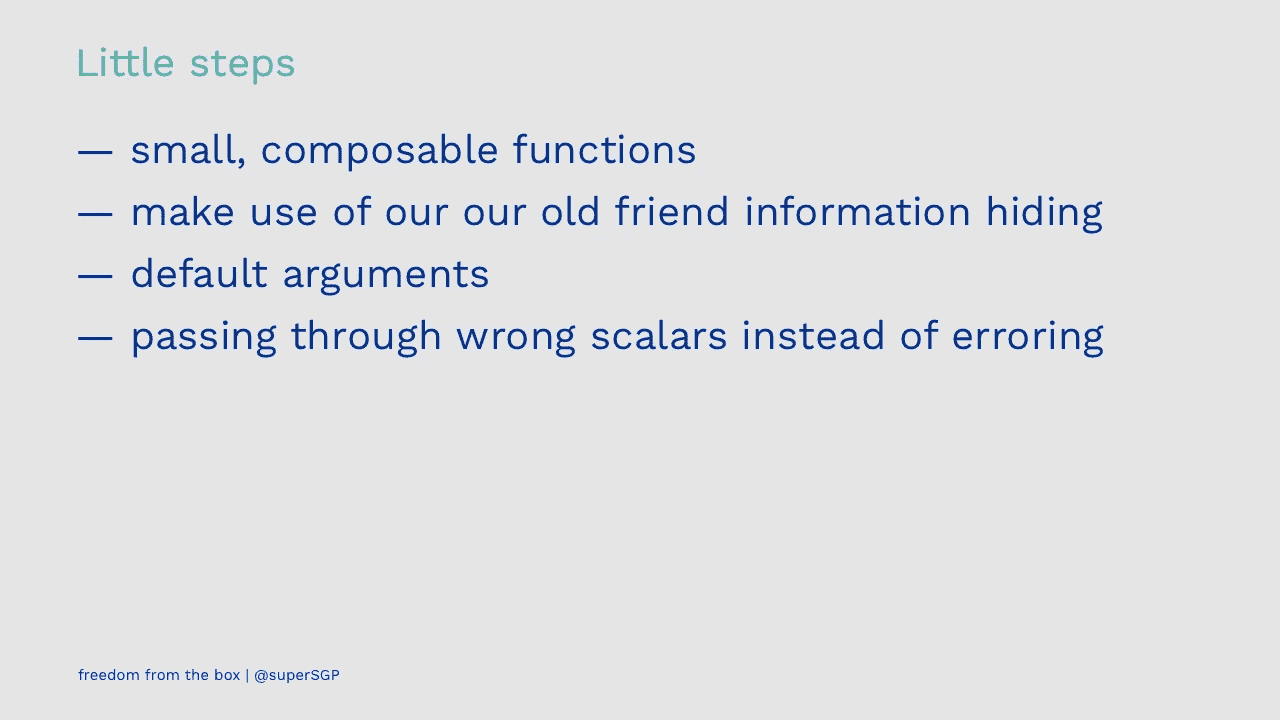 Little steps
— small, composable functions
— make use of our our old friend information hiding
— default arguments
— passing through wrong scalars instead of erroring
freedom from the box | @superSGP